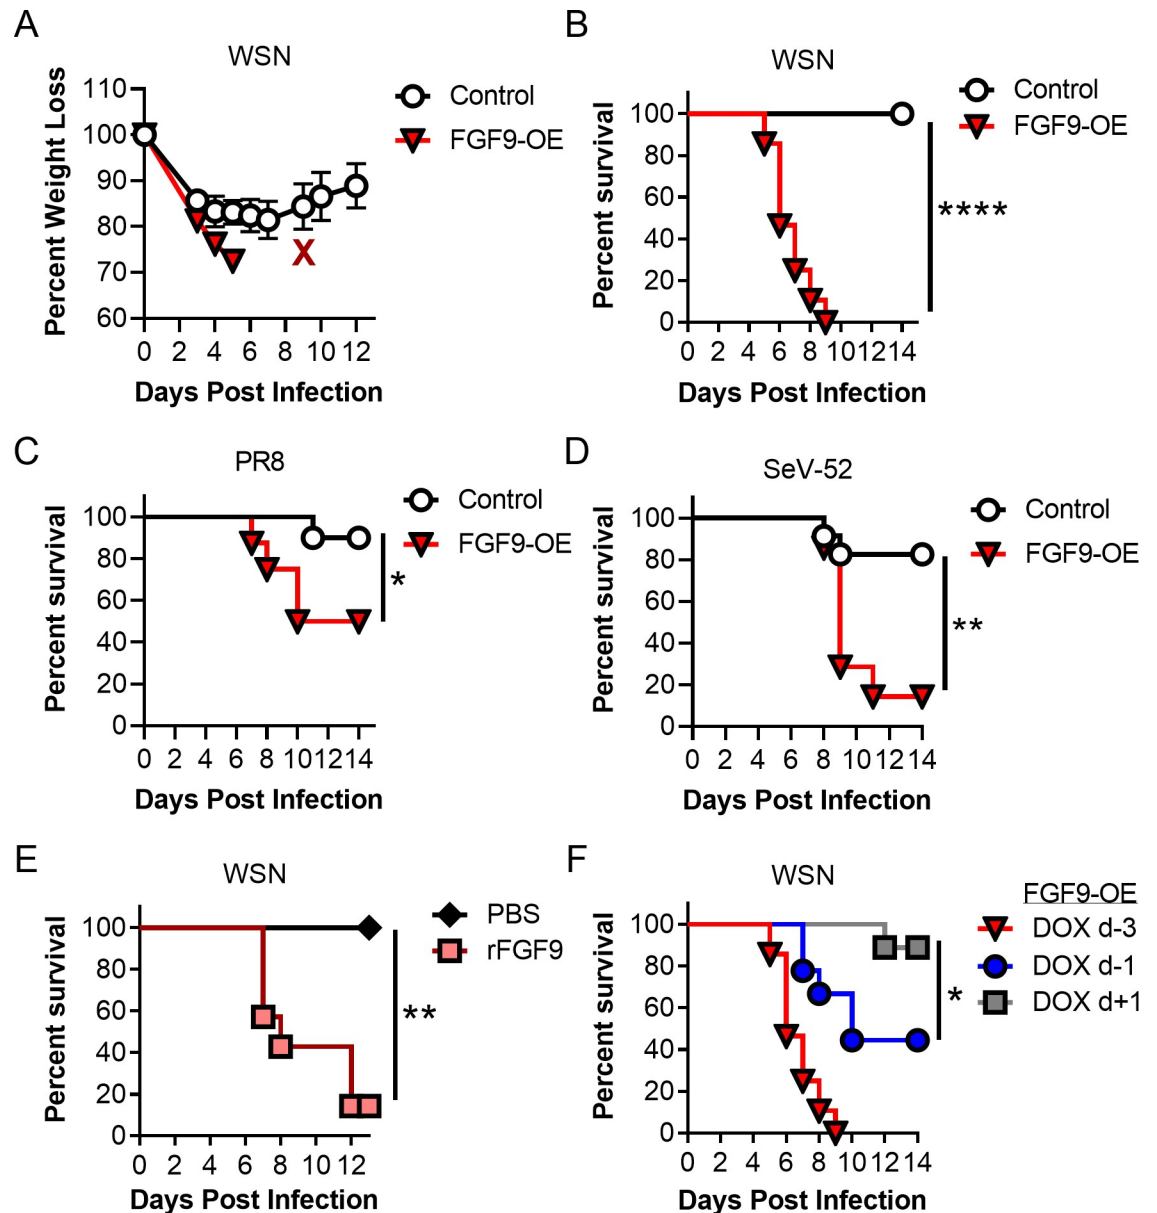 A
WSN
Percent Weight Loss
110
100
90
80
70
60
X
0 2 4 6 8 10 12
Days Post Infection
Control
FGF9-OE
B
WSN
Percent survival
100
80
60
40
20
0
0 2 4 6 8 10 12 14
Days Post Infection
Control
FGF9-OE
****
C
PR8
Percent survival
100
80
60
40
20
0
0 2 4 6 8 10 12 14
Days Post Infection
Control
FGF9-OE
*
D
SeV-52
Percent survival
100
80
60
40
20
0
0 2 4 6 8 10 12 14
Days Post Infection
Control
FGF9-OE
**
E
WSN
Percent survival
100
80
60
40
20
0
0 2 4 6 8 10 12
Days Post Infection
PBS
rFGF9
**
F
WSN
Percent survival
100
80
60
40
20
0
0 2 4 6 8 10 12 14
Days Post Infection
FGF9-OE
DOX d-3
DOX d-1
DOX d+1
*